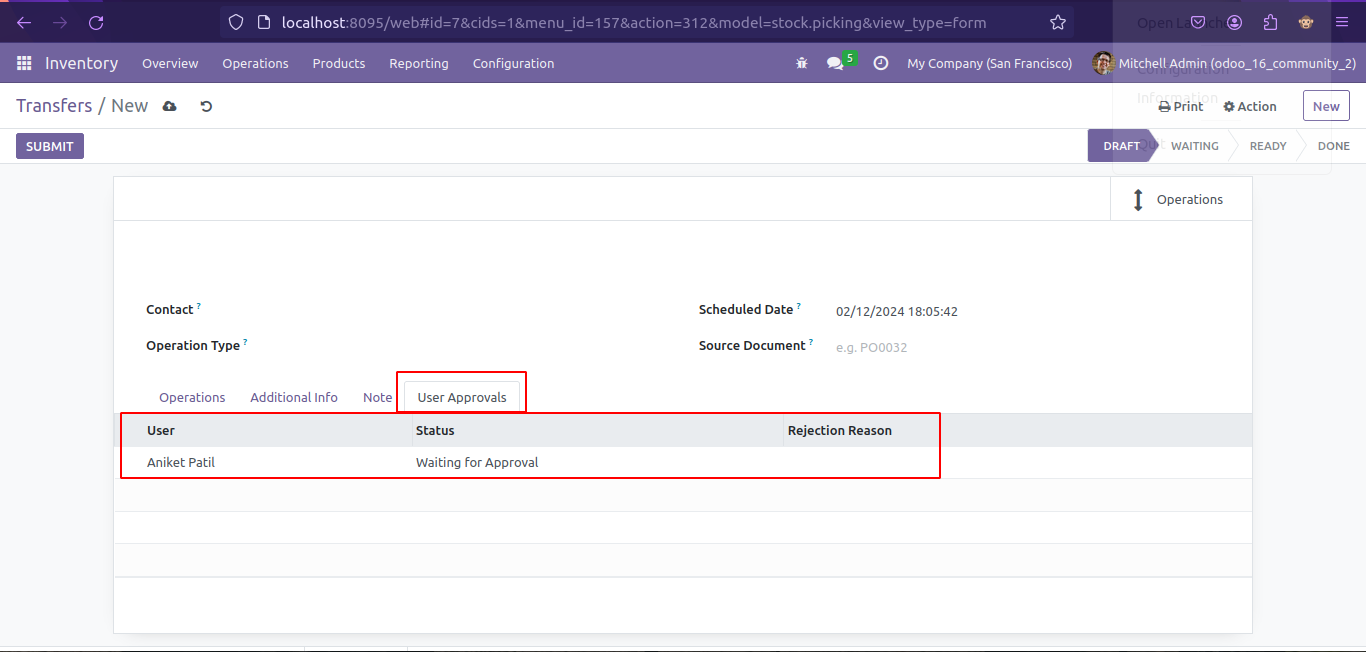 localhost:8095/web#id=7&cids=1&menu_id=157&action=312&model=stock.picking&view_type=form
Inventory Overview Operations Products Reporting Configuration 5 My Company (San Francisco) Mitchell Admin (odoo_16_community_2)
Configuration
Information
Transfers / New Print Action New
SUBMIT DRAFT WAITING READY DONE
Operations
Contact ? Scheduled Date ? 02/12/2024 18:05:42
Operation Type ? Source Document ? e.g. PO0032
Operations Additional Info Note User Approvals
User Status Rejection Reason
Aniket Patil Waiting for Approval